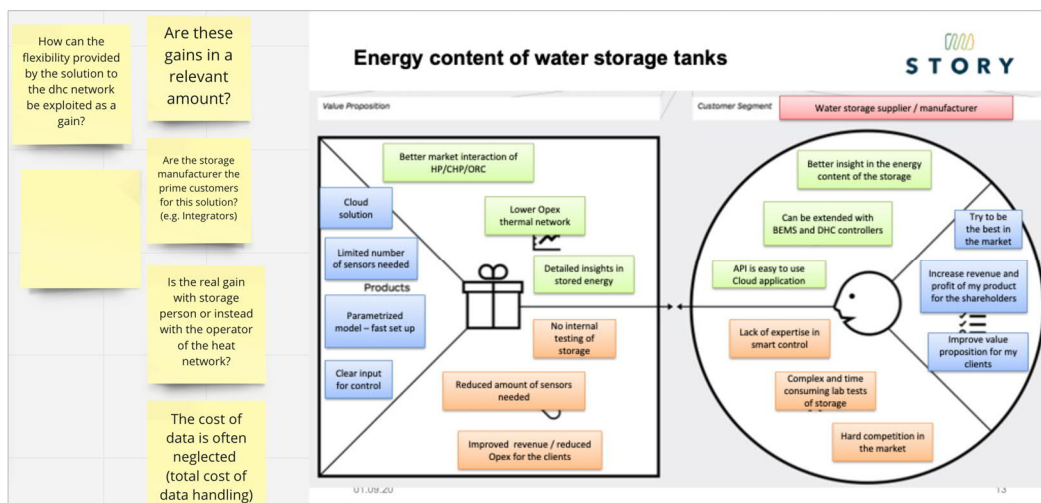 How can the
flexibility provided
by the solution to
the dhc network
be exploited as a
gain?
Are these
gains in a
relevant
amount?
Are the storage
manufacturer the
prime customers
for this solution?
(e.g. Integrators)
Is the real gain
with storage
person or instead
with the operator
of the heat
network?
The cost of
data is often
neglected
(total cost of
data handling)
Energy content of water storage tanks
STORY
Value Proposition
Customer Segment
Water storage supplier / manufacturer
Better market interaction of
HP/CHP/ORC
Cloud
solution
Lower Opex
thermal network
Limited number
of sensors needed
Detailed insights in
stored energy
Products
Parametrized
model – fast set up
No internal
testing of
storage
Clear input
for control
Reduced amount of sensors
needed
Improved revenue / reduced
Opex for the clients
Better insight in the energy
content of the storage
Can be extended with
BEMS and DHC controllers
Try to be
the best in
the market
API is easy to use
Cloud application
Increase revenue and
profit of my product
for the shareholders
Lack of expertise in
smart control
Improve value
proposition for my
clients
Complex and time
consuming lab tests
of storage
Hard competition in
the market
01.09.20
13